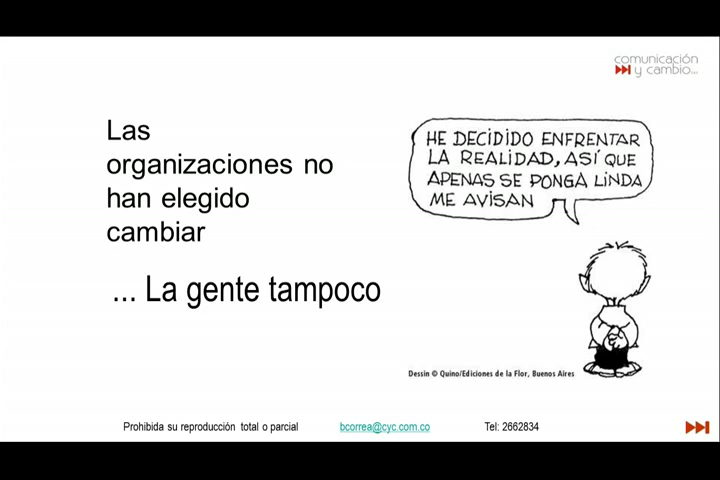 comunicación
y cambio...
Las
organizaciones no
han elegido
cambiar
... La gente tampoco
HE DECIDIDO ENFRENTAR
LA REALIDAD, ASÍ QUE
APENAS SE PONGA LINDA
ME AVISAN
Dessin © Quino/Ediciones de la Flor, Buenos Aires
Prohibida su reproducción total o parcial bcorrea@cyc.com.co Tel: 2662834